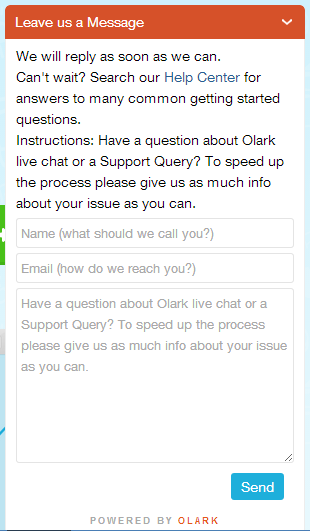 Leave us a Message
We will reply as soon as we can.
Can't wait? Search our Help Center for
answers to many common getting started
questions.
Instructions: Have a question about Olark
live chat or a Support Query? To speed up
the process please give us as much info
about your issue as you can.
Name (what should we call you?)
Email (how do we reach you?)
Have a question about Olark live chat or a
Support Query? To speed up the process
please give us as much info about your issue
as you can.
Send
POWERED BY OLARK